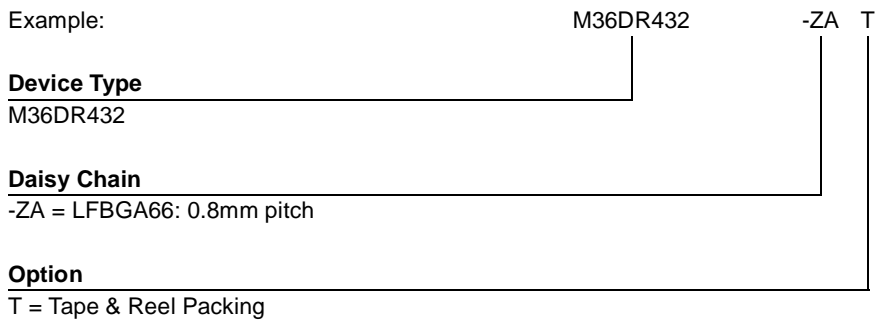 Example: M36DR432 -ZA T
Device Type
M36DR432
Daisy Chain
-ZA = LFBGA66: 0.8mm pitch
Option
T = Tape & Reel Packing